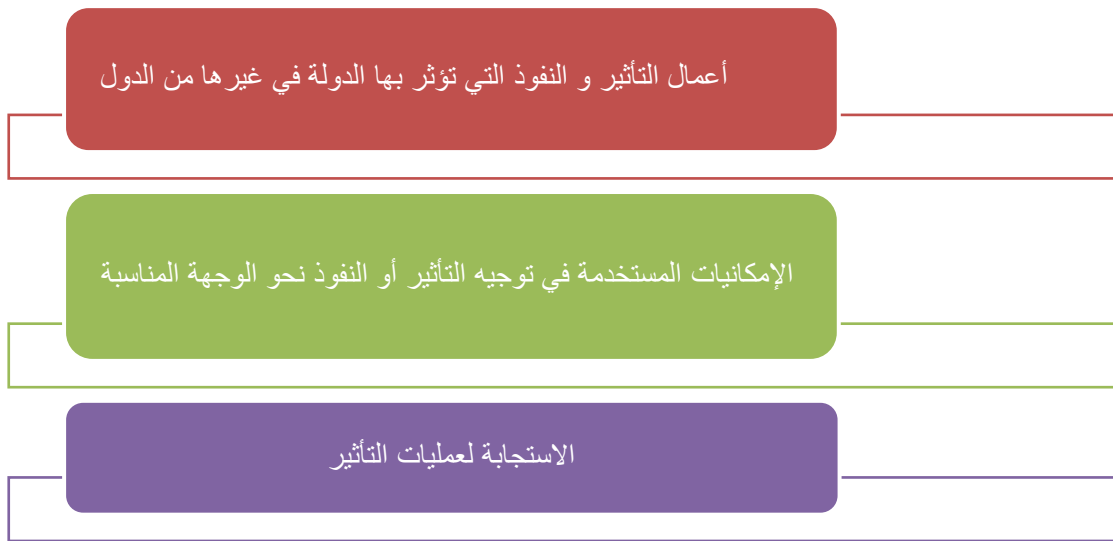 أعمال التأثير و النفوذ التي تؤثر بها الدولة في غيرها من الدول
الإمكانيات المستخدمة في توجيه التأثير أو النفوذ نحو الوجهة المناسبة
الاستجابة لعمليات التأثير